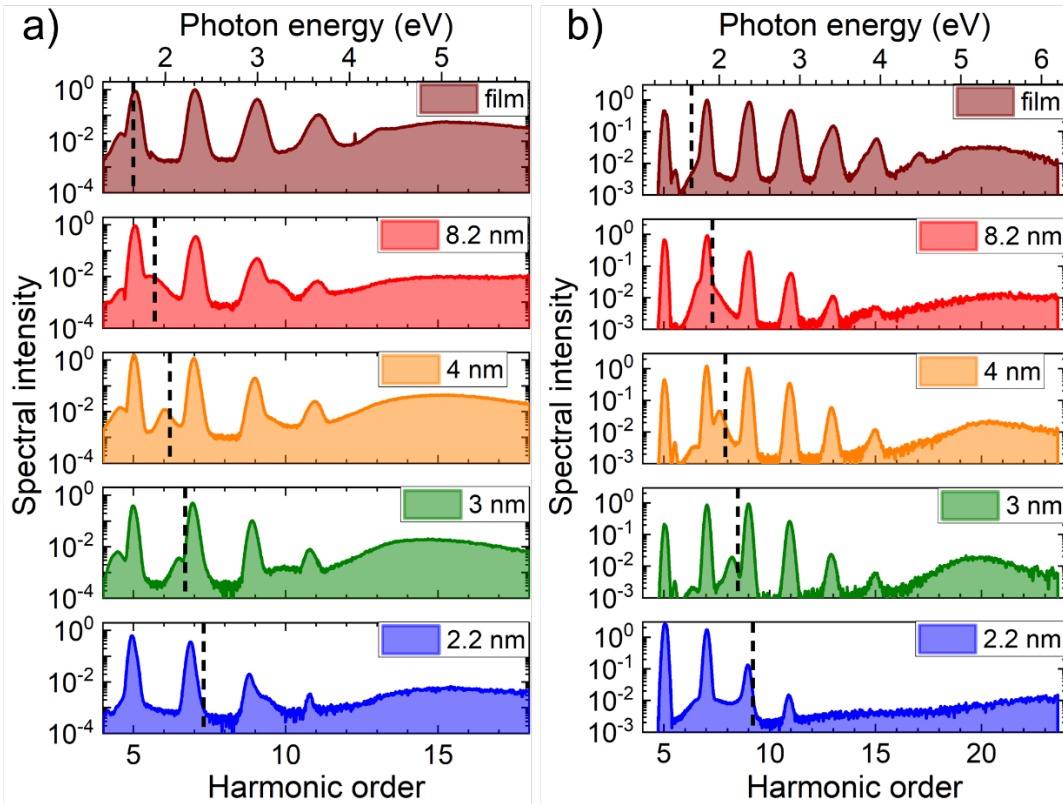 a)
Photon energy (eV)
2 3 4 5
10^0
10^-2
10^-4
film
10^0
10^-2
10^-4
8.2 nm
10^0
10^-2
10^-4
4 nm
10^0
10^-2
10^-4
3 nm
10^0
10^-2
10^-4
2.2 nm
Spectral intensity
5 10 15
Harmonic order
b)
Photon energy (eV)
2 3 4 5 6
10^0
10^-1
10^-2
10^-3
film
10^0
10^-1
10^-2
10^-3
8.2 nm
10^0
10^-1
10^-2
10^-3
4 nm
10^0
10^-1
10^-2
10^-3
3 nm
10^0
10^-1
10^-2
10^-3
2.2 nm
Spectral intensity
5 10 15 20
Harmonic order